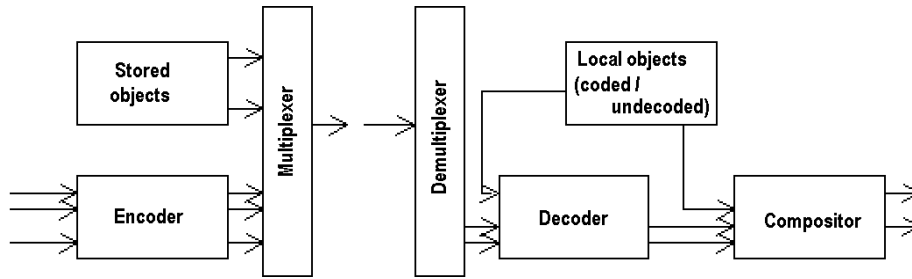 Stored
objects
Multiplexer
Demultiplexer
Local objects
(coded /
undecoded)
Encoder
Decoder
Compositor